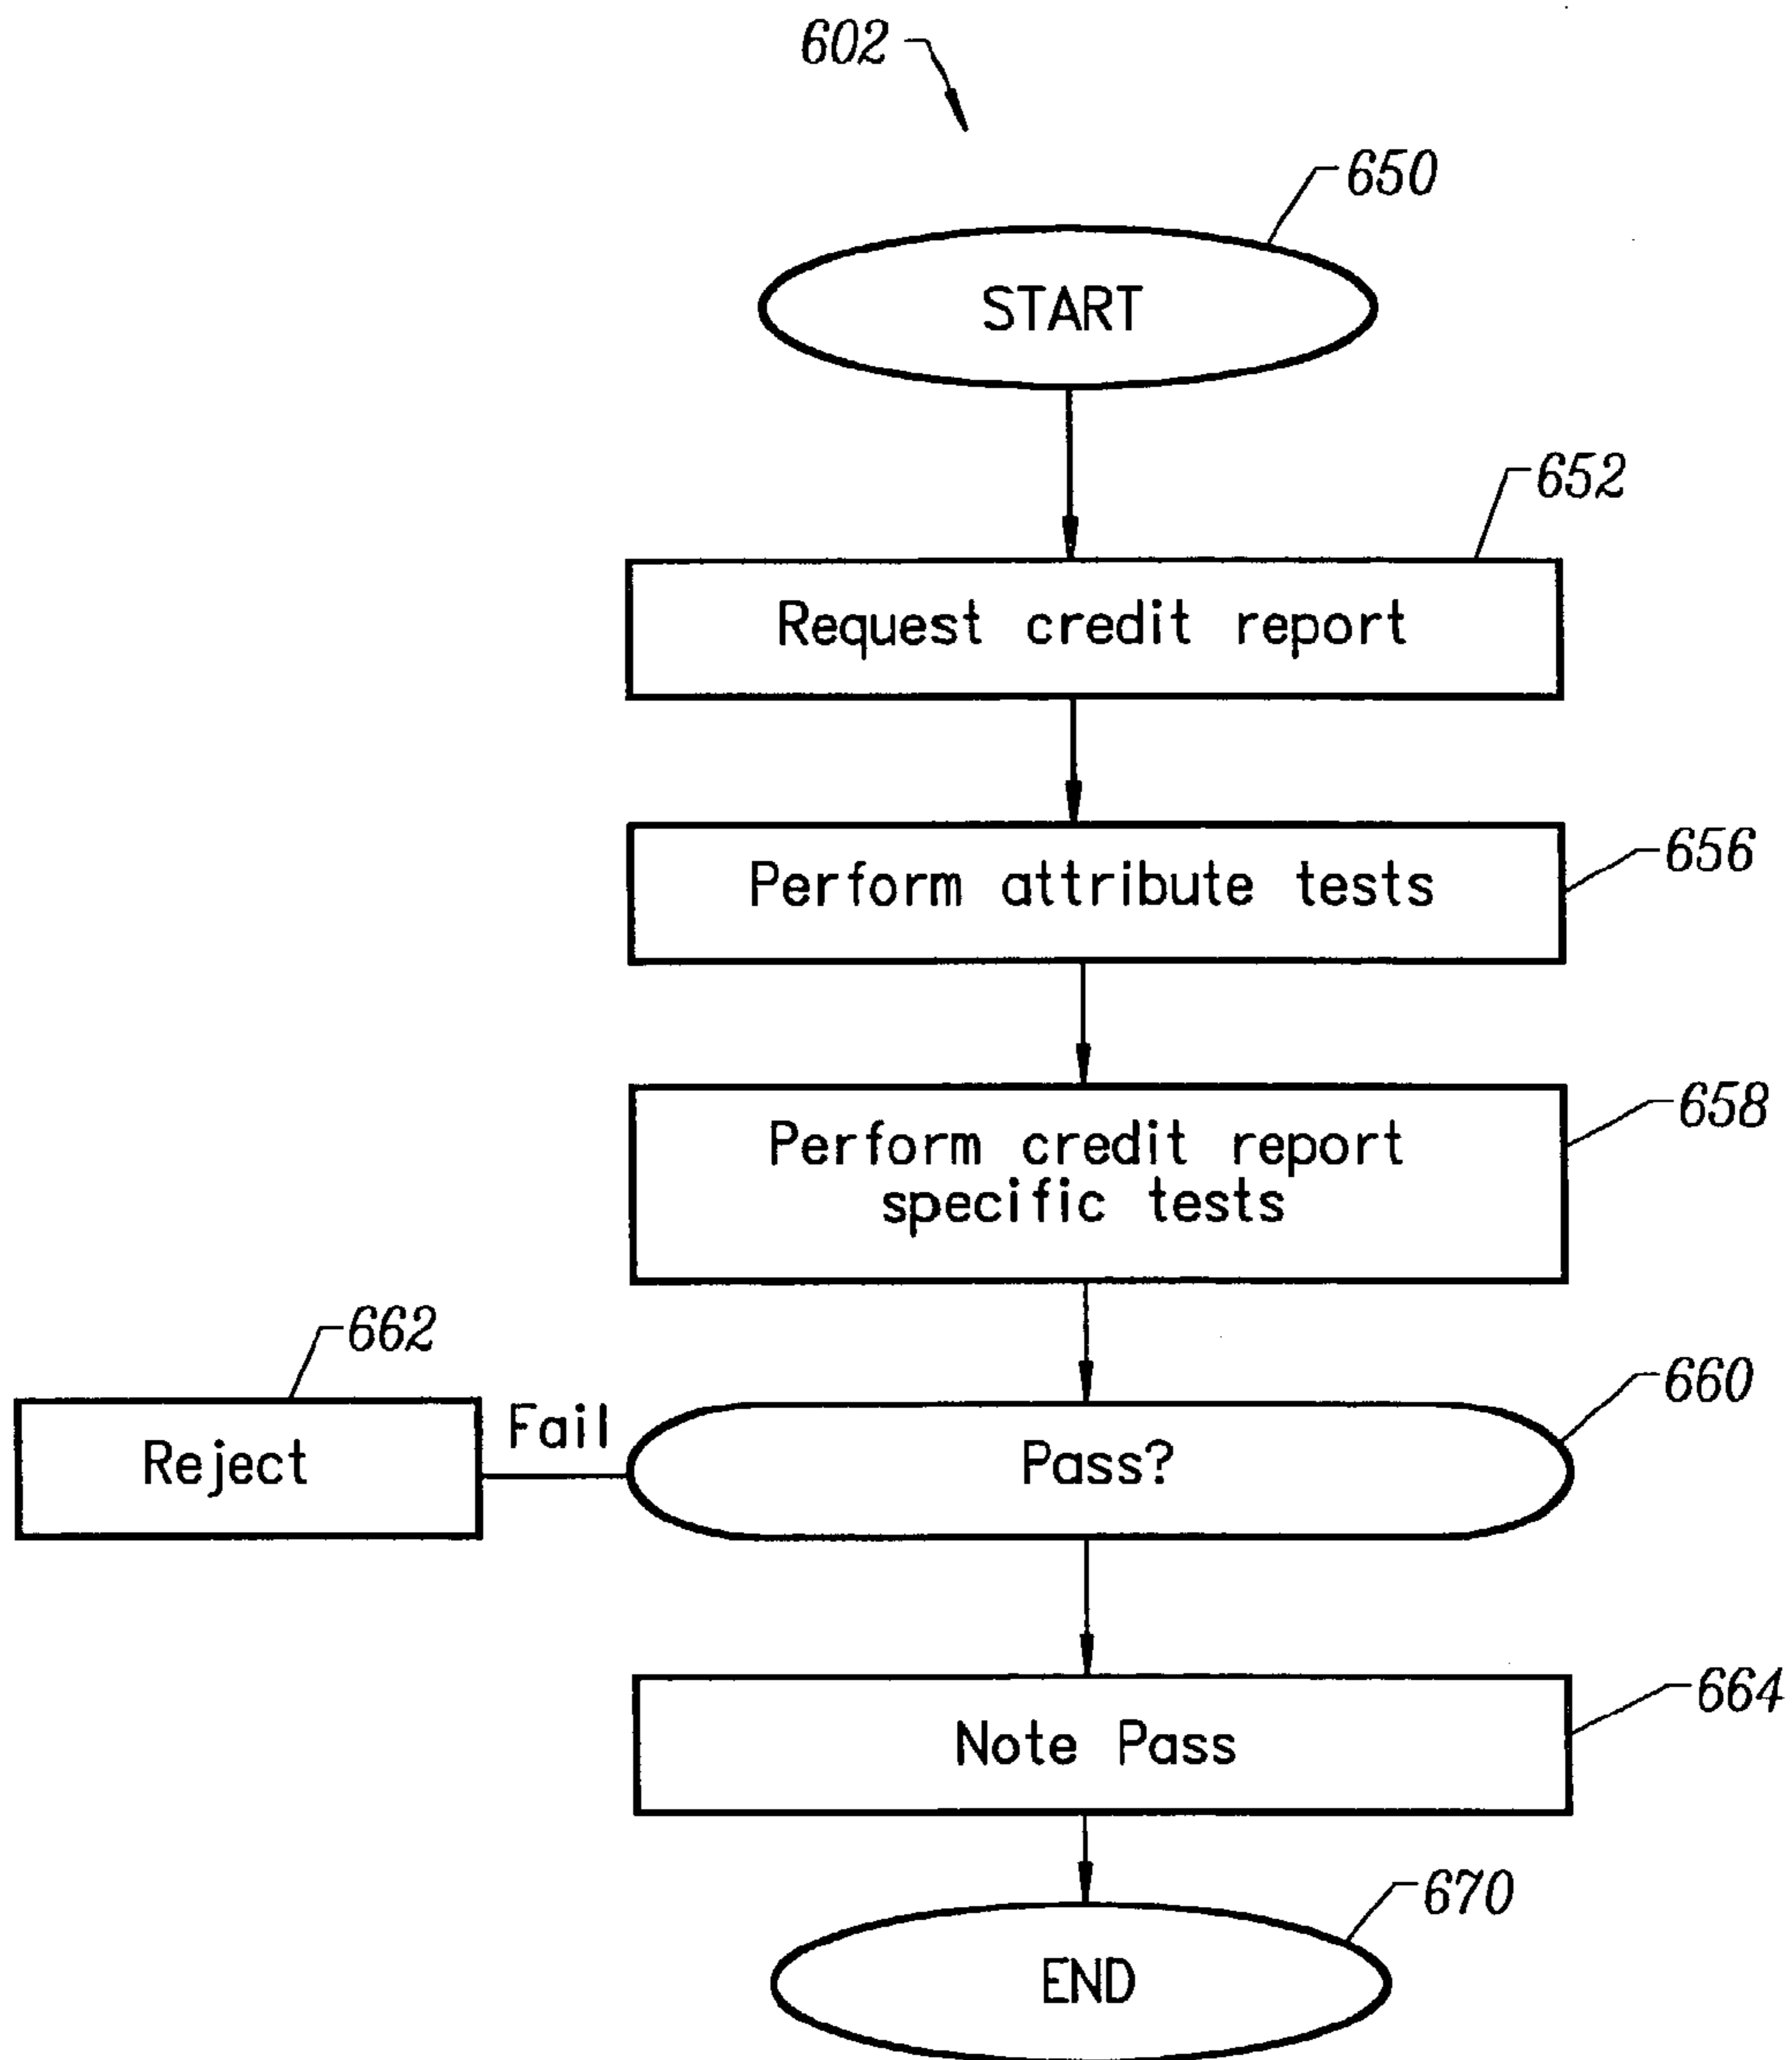 602
650
START
652
Request credit report
656
Perform attribute tests
658
Perform credit report
specific tests
662
660
Reject
Fail
Pass?
664
Note Pass
670
END